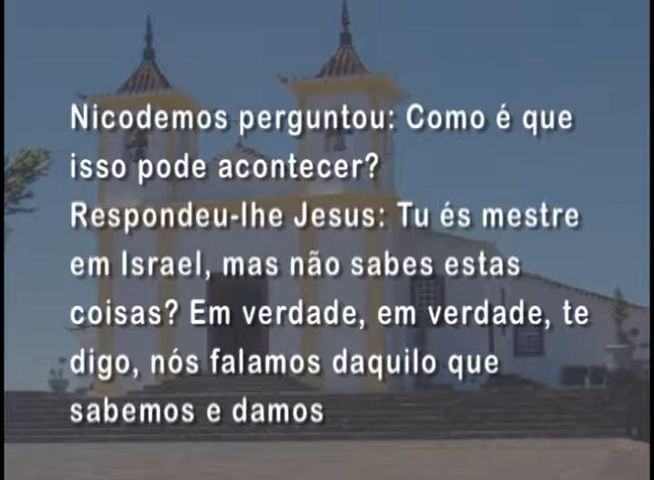 Nicodemos perguntou: Como é que
isso pode acontecer?
Respondeu-lhe Jesus: Tu és mestre
em Israel, mas não sabes estas
coisas? Em verdade, em verdade, te
digo, nós falamos daquilo que
sabemos e damos